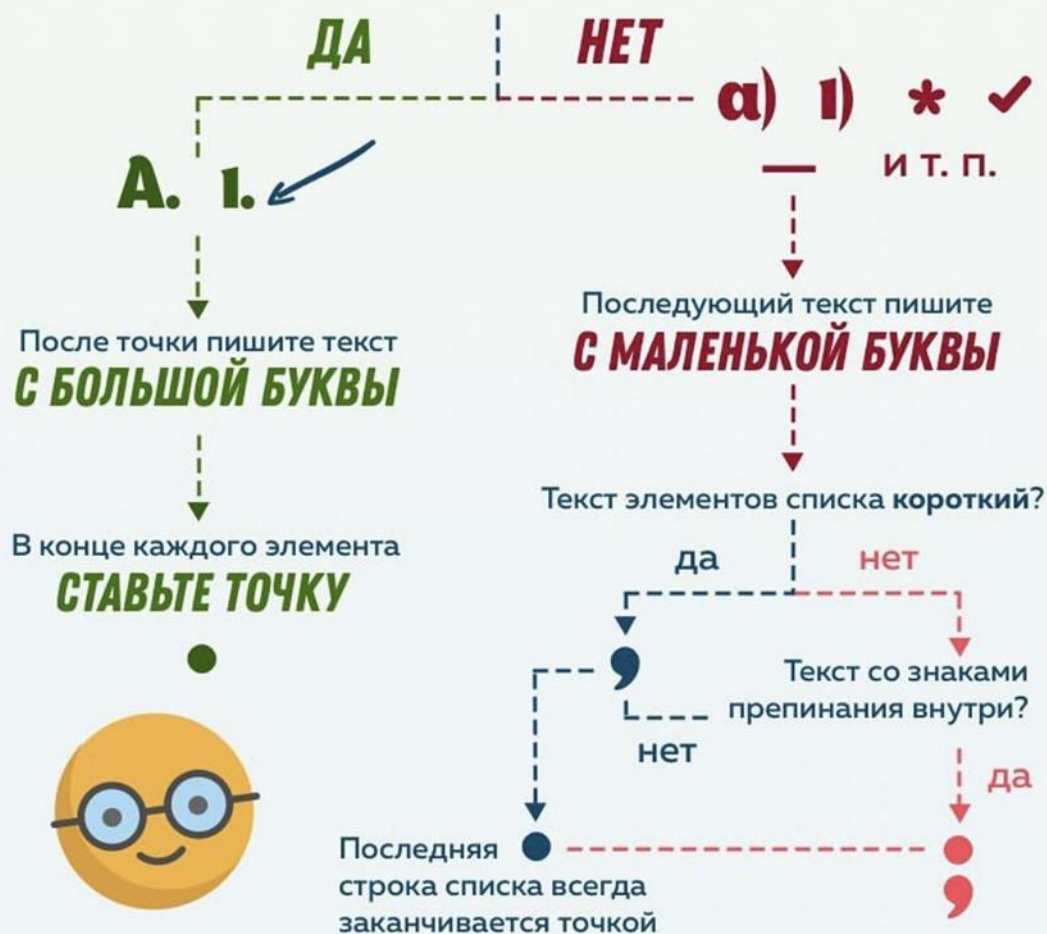 ДА
НЕТ
а) 1) * ✔
— и т. п.
А. 1.
После точки пишите текст
С БОЛЬШОЙ БУКВЫ
В конце каждого элемента
СТАВЬТЕ ТОЧКУ
Последующий текст пишите
С МАЛЕНЬКОЙ БУКВЫ
Текст элементов списка короткий?
да
нет
,
Текст со знаками
препинания внутри?
нет
да
;
Последняя
строка списка всегда
заканчивается точкой